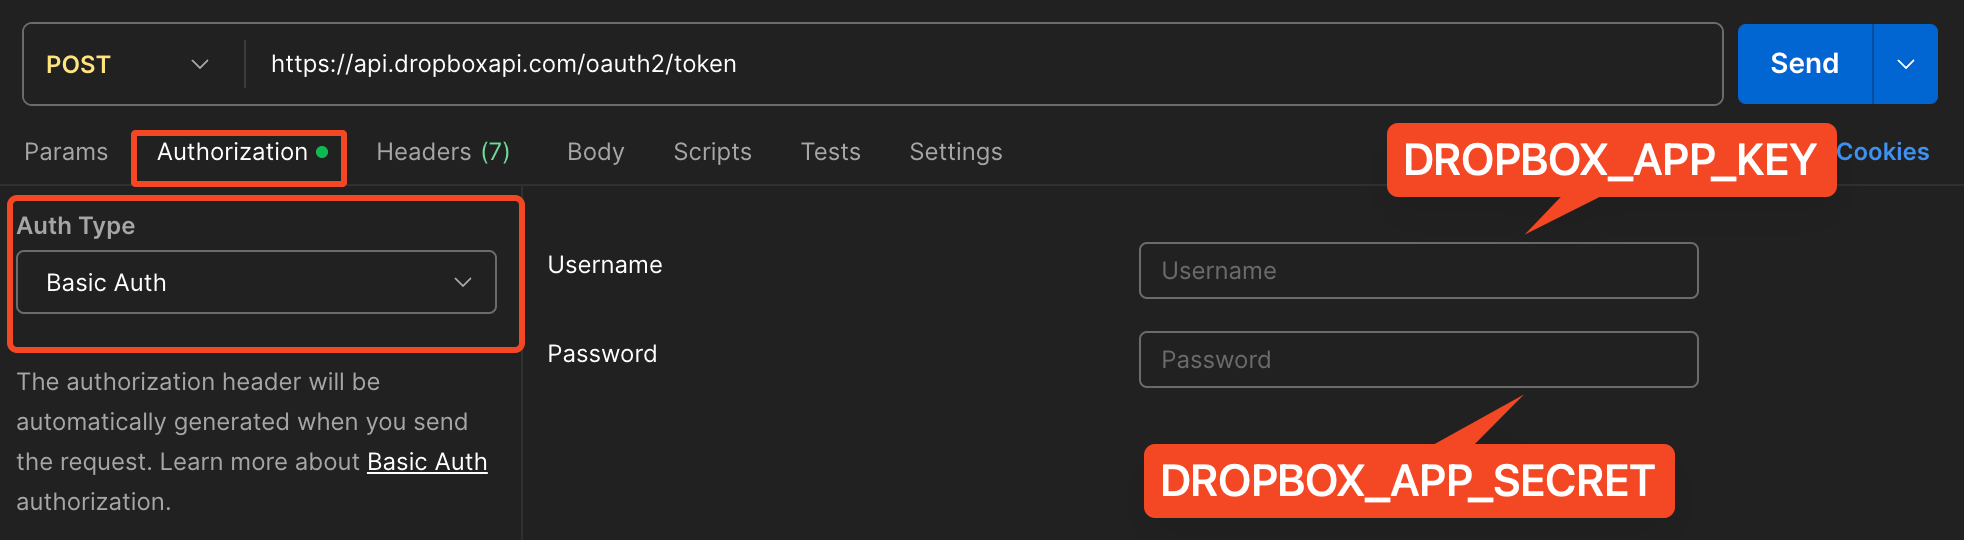 POST
https://api.dropboxapi.com/oauth2/token
Send
Params
Authorization
Headers (7)
Body
Scripts
Tests
Settings
DROPBOX_APP_KEY
Cookies
Auth Type
Basic Auth
The authorization header will be
automatically generated when you send
the request. Learn more about Basic Auth
authorization.
Username
Username
Password
Password
DROPBOX_APP_SECRET